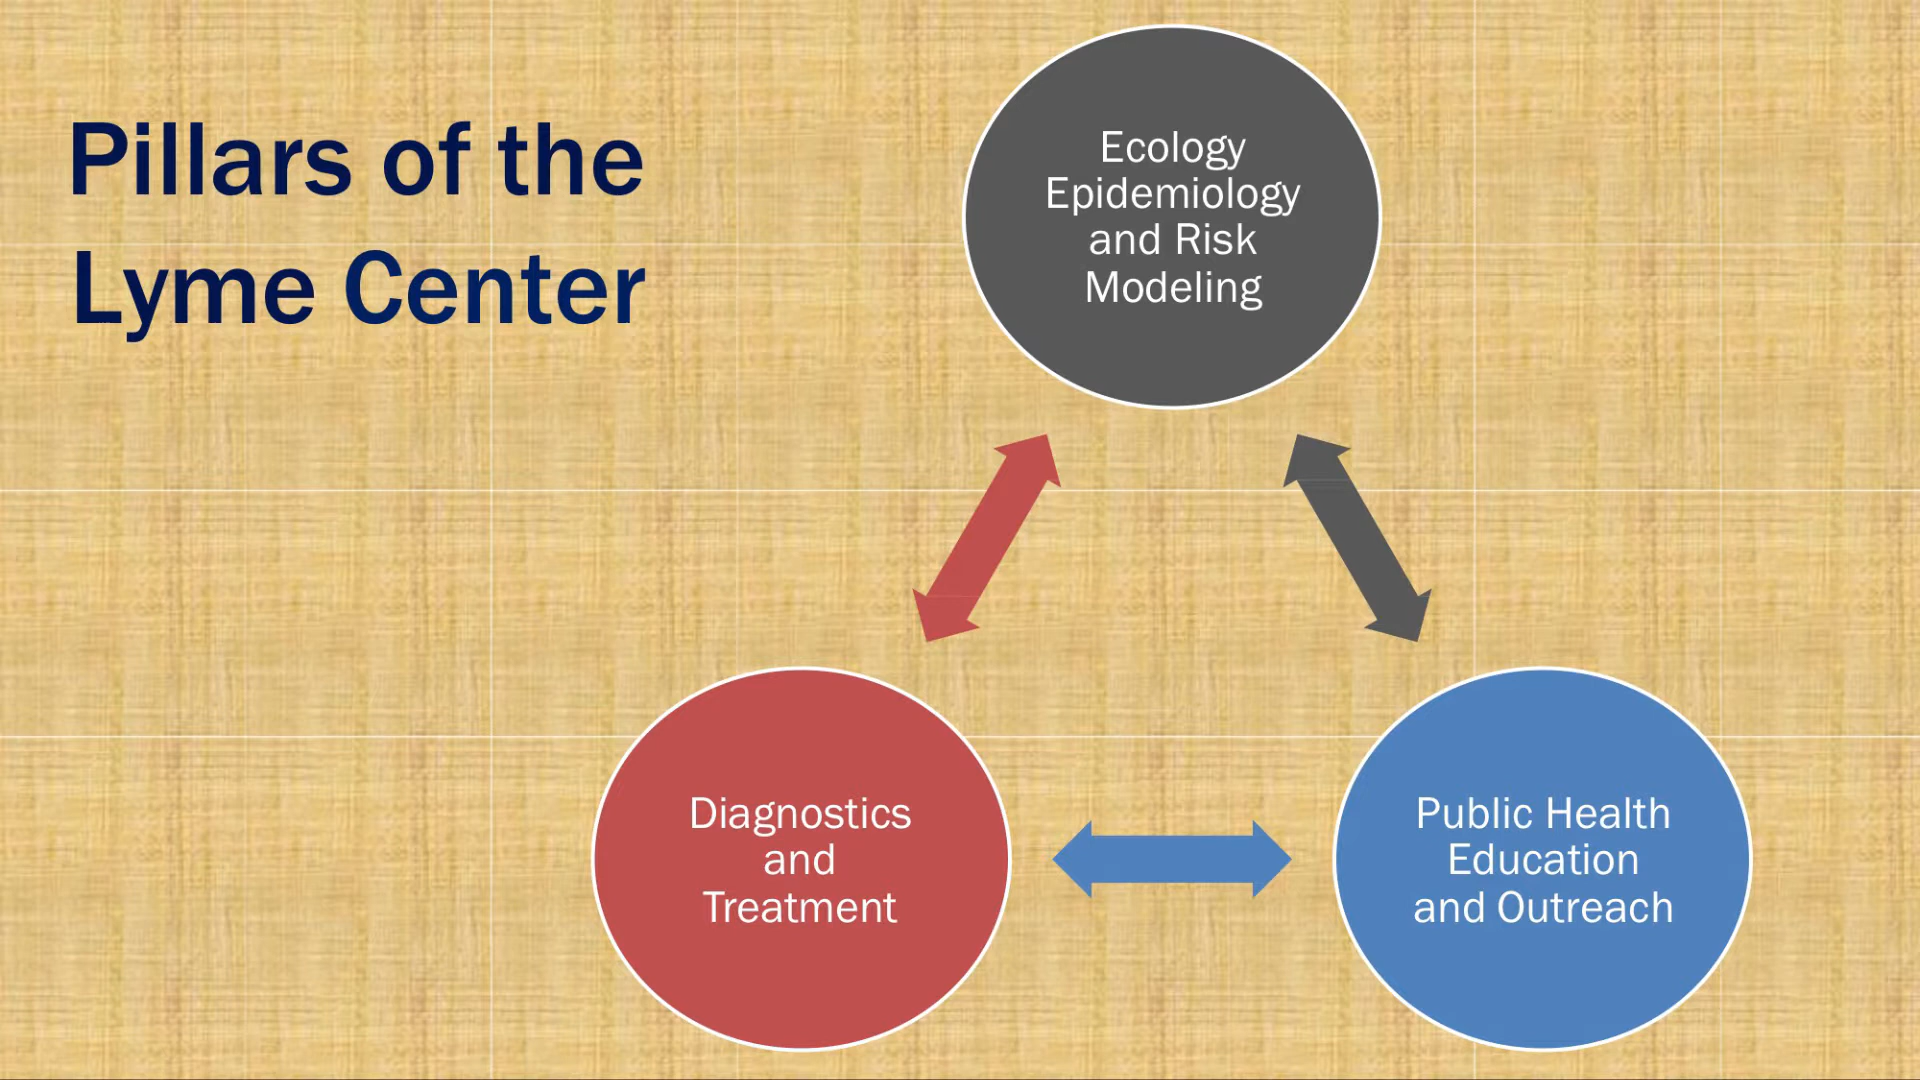 Pillars of the
Lyme Center
Ecology
Epidemiology
and Risk
Modeling
Diagnostics
and
Treatment
Public Health
Education
and Outreach